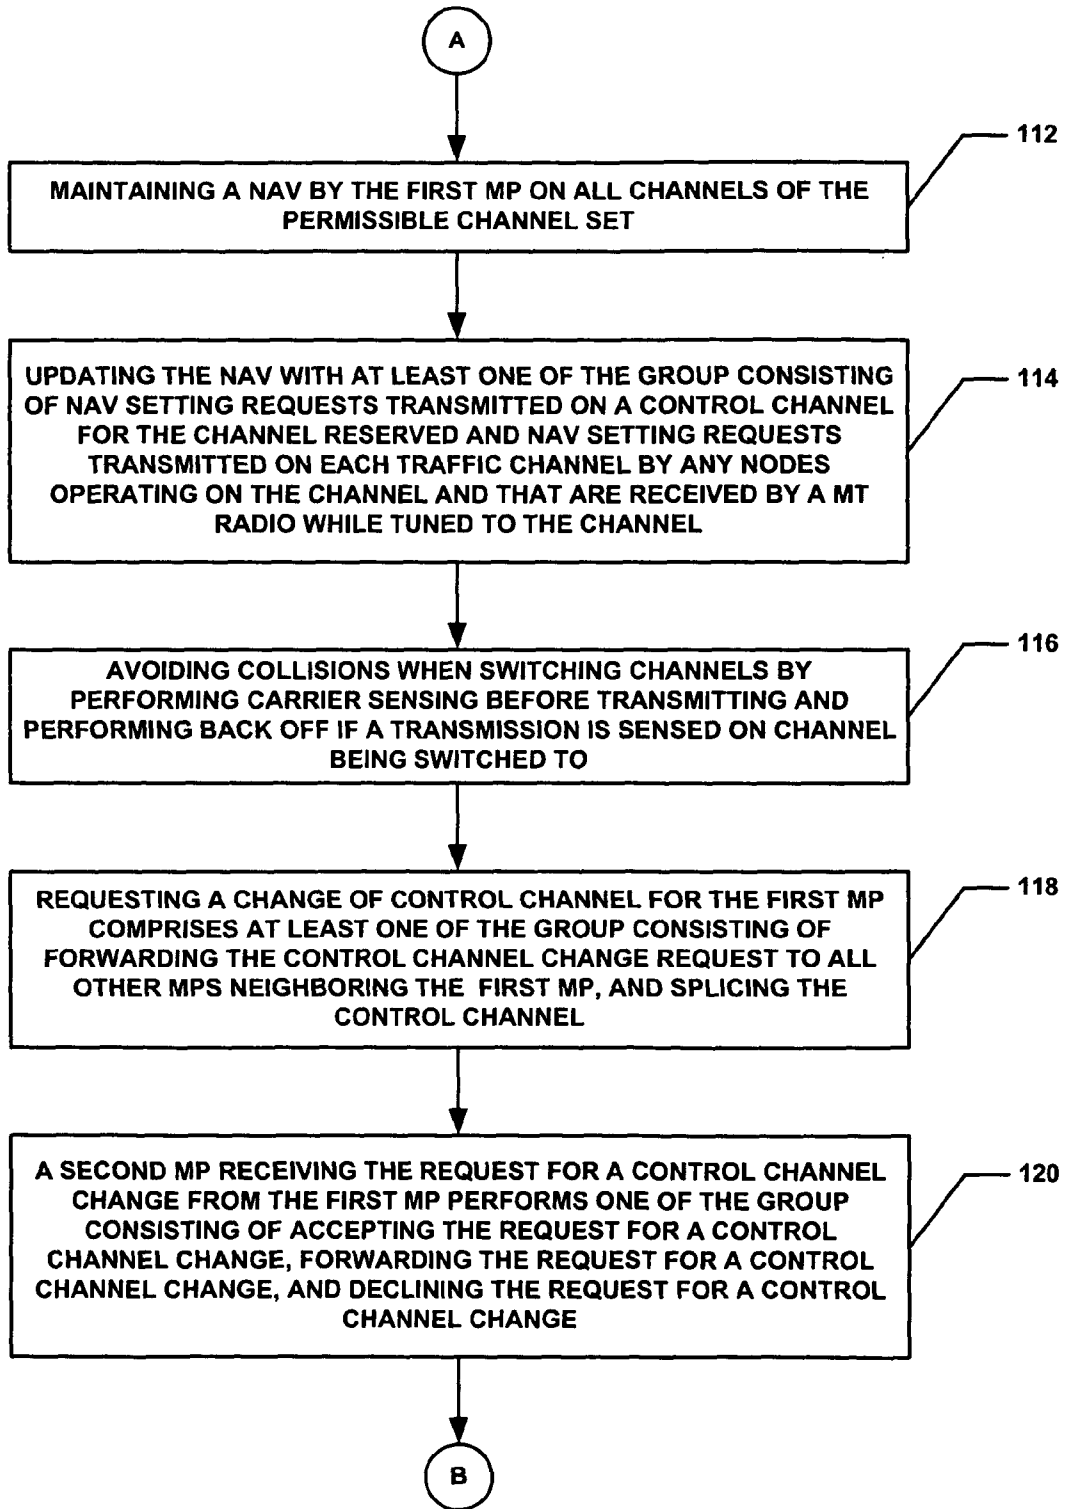 A
112
MAINTAINING A NAV BY THE FIRST MP ON ALL CHANNELS OF THE
PERMISSIBLE CHANNEL SET
UPDATING THE NAV WITH AT LEAST ONE OF THE GROUP CONSISTING
OF NAV SETTING REQUESTS TRANSMITTED ON A CONTROL CHANNEL
FOR THE CHANNEL RESERVED AND NAV SETTING REQUESTS
TRANSMITTED ON EACH TRAFFIC CHANNEL BY ANY NODES
OPERATING ON THE CHANNEL AND THAT ARE RECEIVED BY A MT
RADIO WHILE TUNED TO THE CHANNEL
114
AVOIDING COLLISIONS WHEN SWITCHING CHANNELS BY
PERFORMING CARRIER SENSING BEFORE TRANSMITTING AND
PERFORMING BACK OFF IF A TRANSMISSION IS SENSED ON CHANNEL
BEING SWITCHED TO
116
REQUESTING A CHANGE OF CONTROL CHANNEL FOR THE FIRST MP
COMPRISES AT LEAST ONE OF THE GROUP CONSISTING OF
FORWARDING THE CONTROL CHANNEL CHANGE REQUEST TO ALL
OTHER MPS NEIGHBORING THE FIRST MP, AND SPLICING THE
CONTROL CHANNEL
118
A SECOND MP RECEIVING THE REQUEST FOR A CONTROL CHANNEL
CHANGE FROM THE FIRST MP PERFORMS ONE OF THE GROUP
CONSISTING OF ACCEPTING THE REQUEST FOR A CONTROL
CHANNEL CHANGE, FORWARDING THE REQUEST FOR A CONTROL
CHANNEL CHANGE, AND DECLINING THE REQUEST FOR A CONTROL
CHANNEL CHANGE
120
B